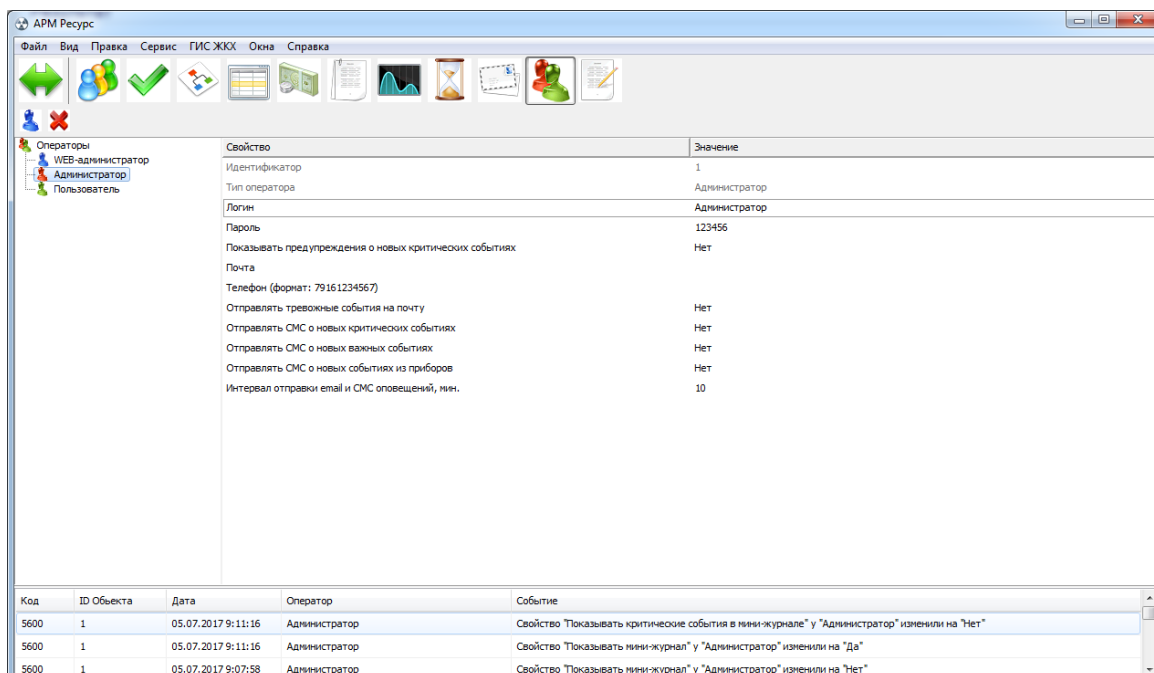 АРМ Ресурс
Файл Вид Правка Сервис ГИС ЖКХ Окна Справка
Операторы
WEB-администратор
Администратор
Пользователь
Свойство Значение
Идентификатор 1
Тип оператора Администратор
Логин Администратор
Пароль 123456
Показывать предупреждения о новых критических событиях Нет
Почта
Телефон (формат: 79161234567)
Отправлять тревожные события на почту Нет
Отправлять СМС о новых критических событиях Нет
Отправлять СМС о новых важных событиях Нет
Отправлять СМС о новых событиях из приборов Нет
Интервал отправки email и СМС оповещений, мин. 10
Код ID Обьекта Дата Оператор Событие
5600 1 05.07.2017 9:11:16 Администратор Свойство "Показывать критические события в мини-журнале" у "Администратор" изменили на "Нет"
5600 1 05.07.2017 9:11:16 Администратор Свойство "Показывать мини-журнал" у "Администратор" изменили на "Да"
5600 1 05.07.2017 9:07:58 Администратор Свойство "Показывать мини-журнал" у "Администратор" изменили на "Нет"